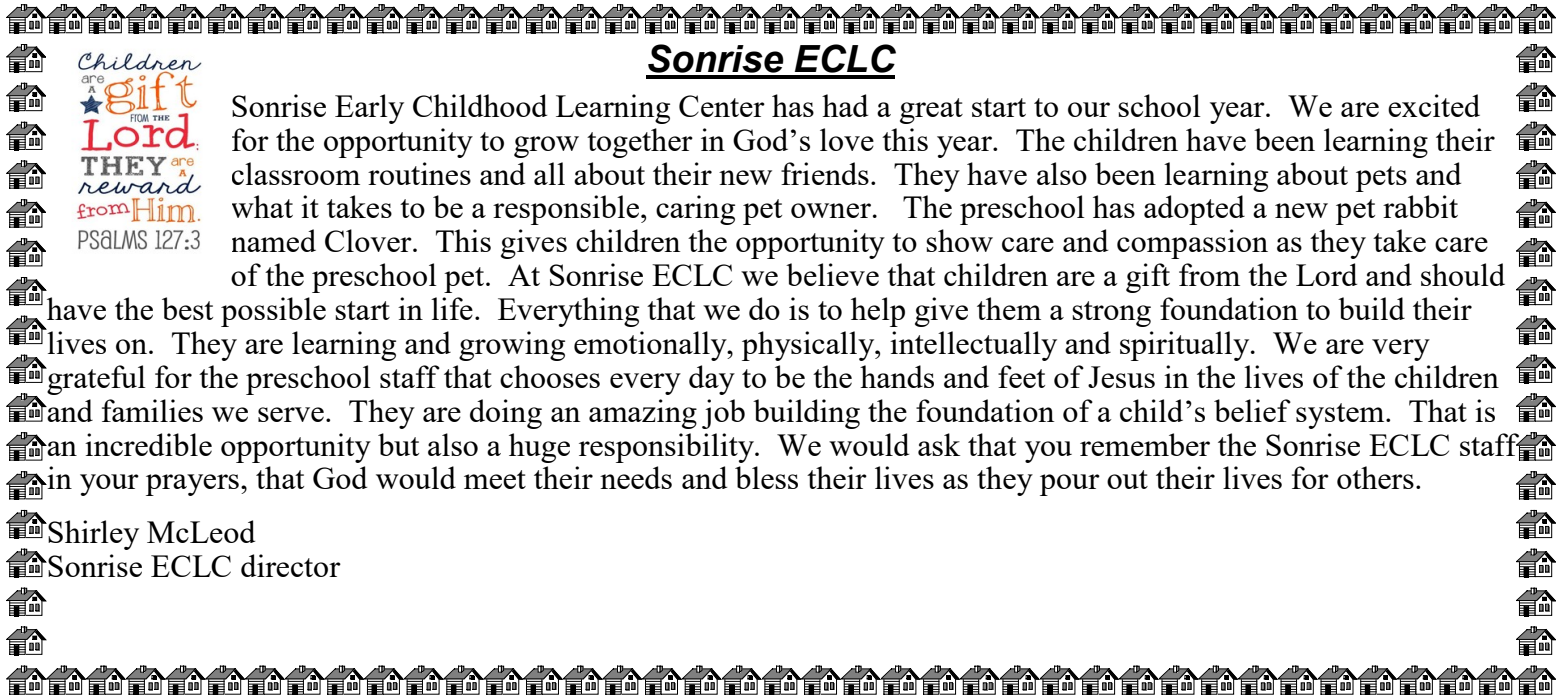 Sonrise ECLC
Children
are
A
gift
FROM THE
Lord;
THEY are
A
reward
from Him.
PSALMS 127:3
Sonrise Early Childhood Learning Center has had a great start to our school year.  We are excited
for the opportunity to grow together in God’s love this year.  The children have been learning their
classroom routines and all about their new friends.  They have also been learning about pets and
what it takes to be a responsible, caring pet owner.   The preschool has adopted a new pet rabbit
named Clover.  This gives children the opportunity to show care and compassion as they take care
of the preschool pet.  At Sonrise ECLC we believe that children are a gift from the Lord and should
have the best possible start in life.  Everything that we do is to help give them a strong foundation to build their
lives on.  They are learning and growing emotionally, physically, intellectually and spiritually.  We are very
grateful for the preschool staff that chooses every day to be the hands and feet of Jesus in the lives of the children
and families we serve.  They are doing an amazing job building the foundation of a child’s belief system.  That is
an incredible opportunity but also a huge responsibility.  We would ask that you remember the Sonrise ECLC staff
in your prayers, that God would meet their needs and bless their lives as they pour out their lives for others.
Shirley McLeod
Sonrise ECLC director